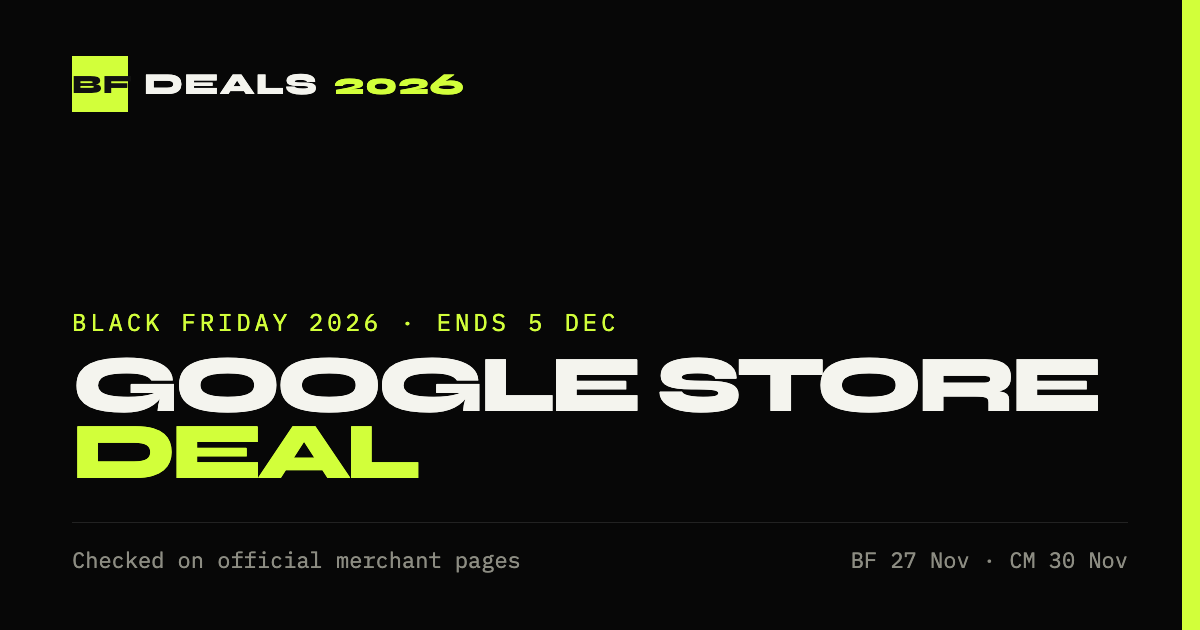 BF DEALS 2026
BLACK FRIDAY 2026 · ENDS 5 DEC
GOOGLE STORE
DEAL
Checked on official merchant pages
BF 27 Nov · CM 30 Nov